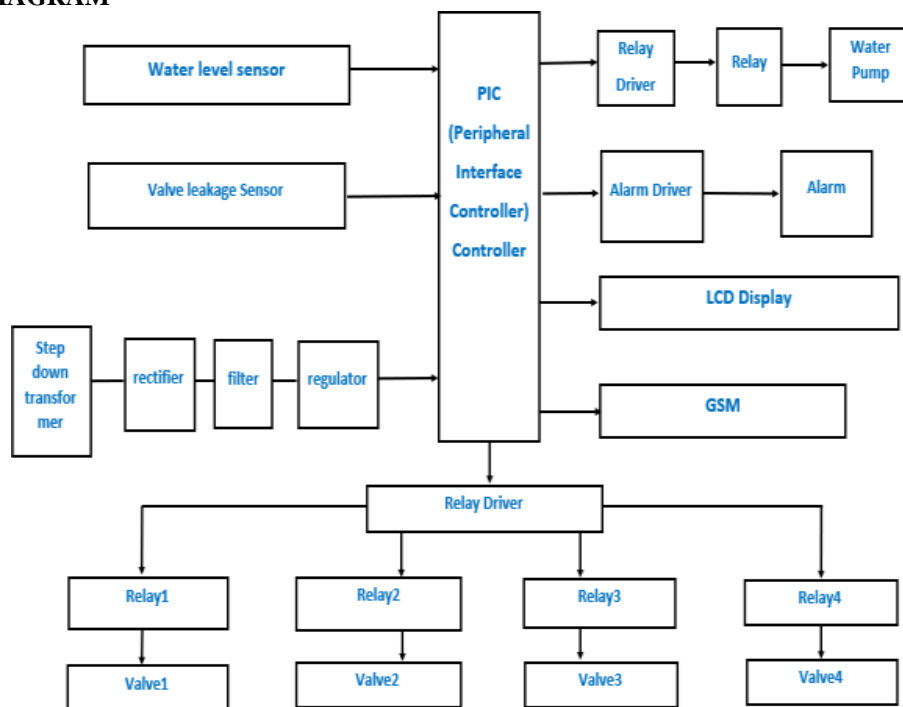 Water level sensor
Valve leakage Sensor
Step
down
transfor
mer
rectifier
filter
regulator
PIC
(Peripheral
Interface
Controller)
Controller
Relay
Driver
Relay
Water
Pump
Alarm Driver
Alarm
LCD Display
GSM
Relay Driver
Relay1
Relay2
Relay3
Relay4
Valve1
Valve2
Valve3
Valve4